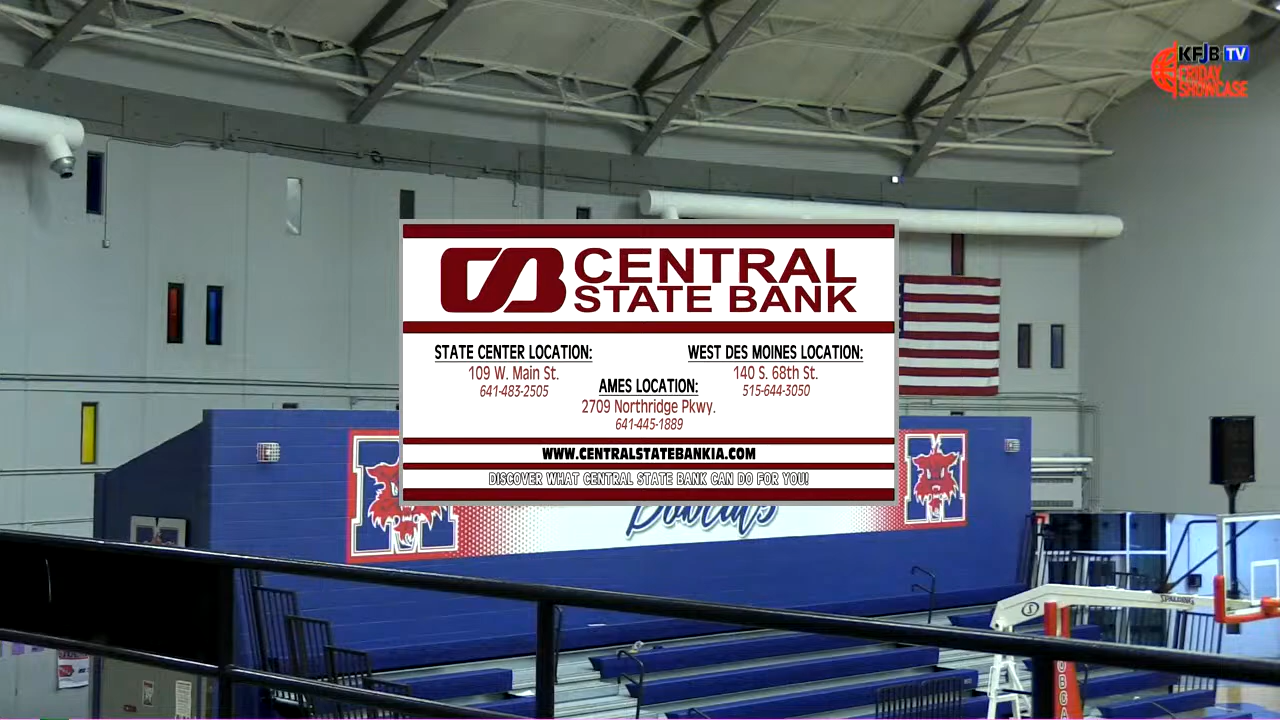 KFJB TV
FRIDAY
SHOWCASE
CENTRAL
STATE BANK
STATE CENTER LOCATION:
109 W. Main St.
641-483-2505
AMES LOCATION:
2709 Northridge Pkwy.
641-445-1889
WEST DES MOINES LOCATION:
140 S. 68th St.
515-644-3050
WWW.CENTRALSTATEBANKIA.COM
DISCOVER WHAT CENTRAL STATE BANK CAN DO FOR YOU!
Bobcats
SPALDING